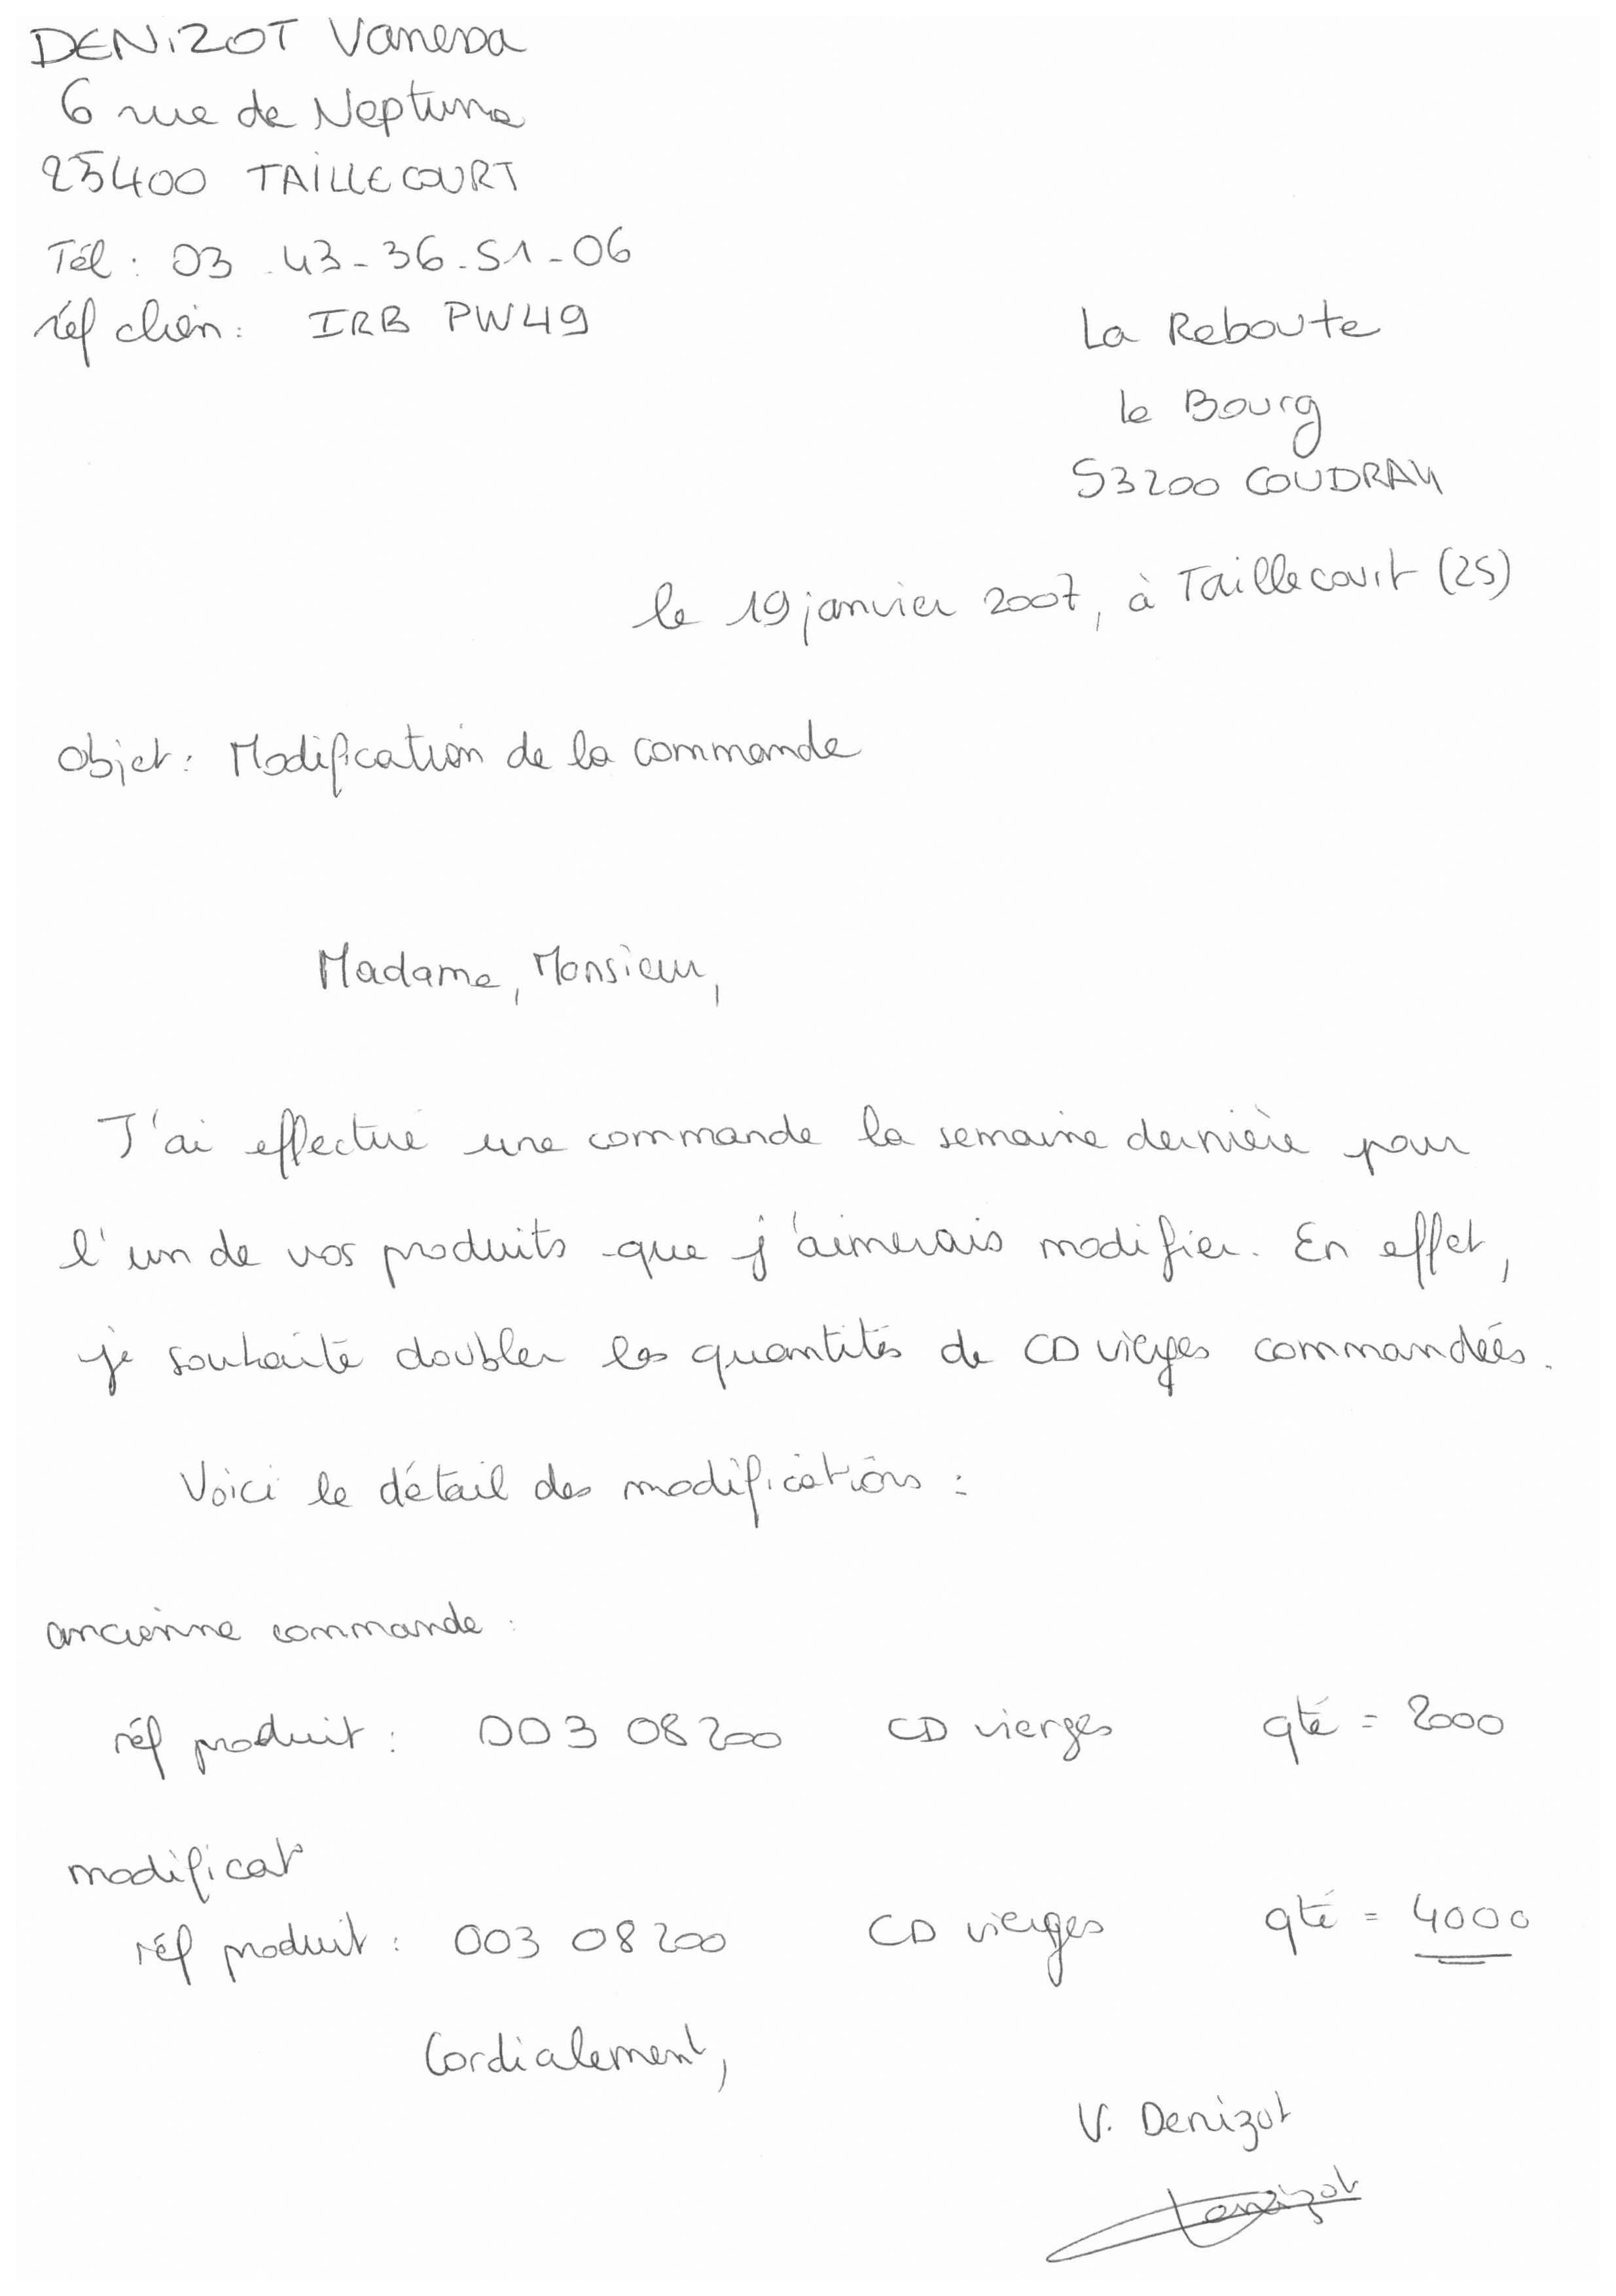 DENIZOT Vanessa
6 rue de Neptune
25400 TAILLECOURT
Tél : 03 - 43 - 36 - 51 - 06
réf client : IRB PW49
La Reboute
le Bourg
53200 COUDRAY
le 19 janvier 2007, à Taillecourt (25)
Objet : Modification de la commande
Madame, Monsieur,
J'ai effectué une commande la semaine dernière pour
l'un de vos produits que j'aimerais modifier. En effet,
je souhaite doubler les quantités de CD vierges commandées.
Voici le détail des modifications :
ancienne commande :
réf produit : 003 08200 CD vierges qté = 2000
modificat°
réf produit : 003 08200 CD vierges qté = 4000
Cordialement,
V. Denizot
Denizot